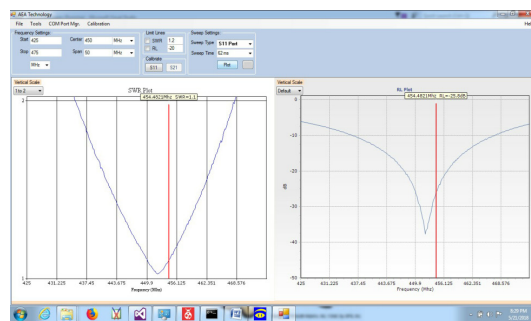 AEA Technology
File Tools COM Port Mgr. Calibration Hel
Frequency Settings: Limit Lines Sweep Settings:
Start 425 Center 450 MHz SWR 1.2 Sweep Type S11 Port
Stop 475 Span 50 MHz RL -20 Sweep Time 62 ms
MHz Calibrate Plot
S11 S21
Vertical Scale
1 to 2
SWR Plot
454.4821MHz SWR=1.1
2
1
425 431.225 437.45 443.675 449.9 456.125 462.351 468.576
Frequency (Mhz)
Vertical Scale
Default
RL Plot
454.4821MHz RL=-25.8dB
0
-10
-20
dB
-30
-40
-50
425 431.225 437.45 443.675 449.9 456.125 462.351 468.576
Frequency (Mhz)